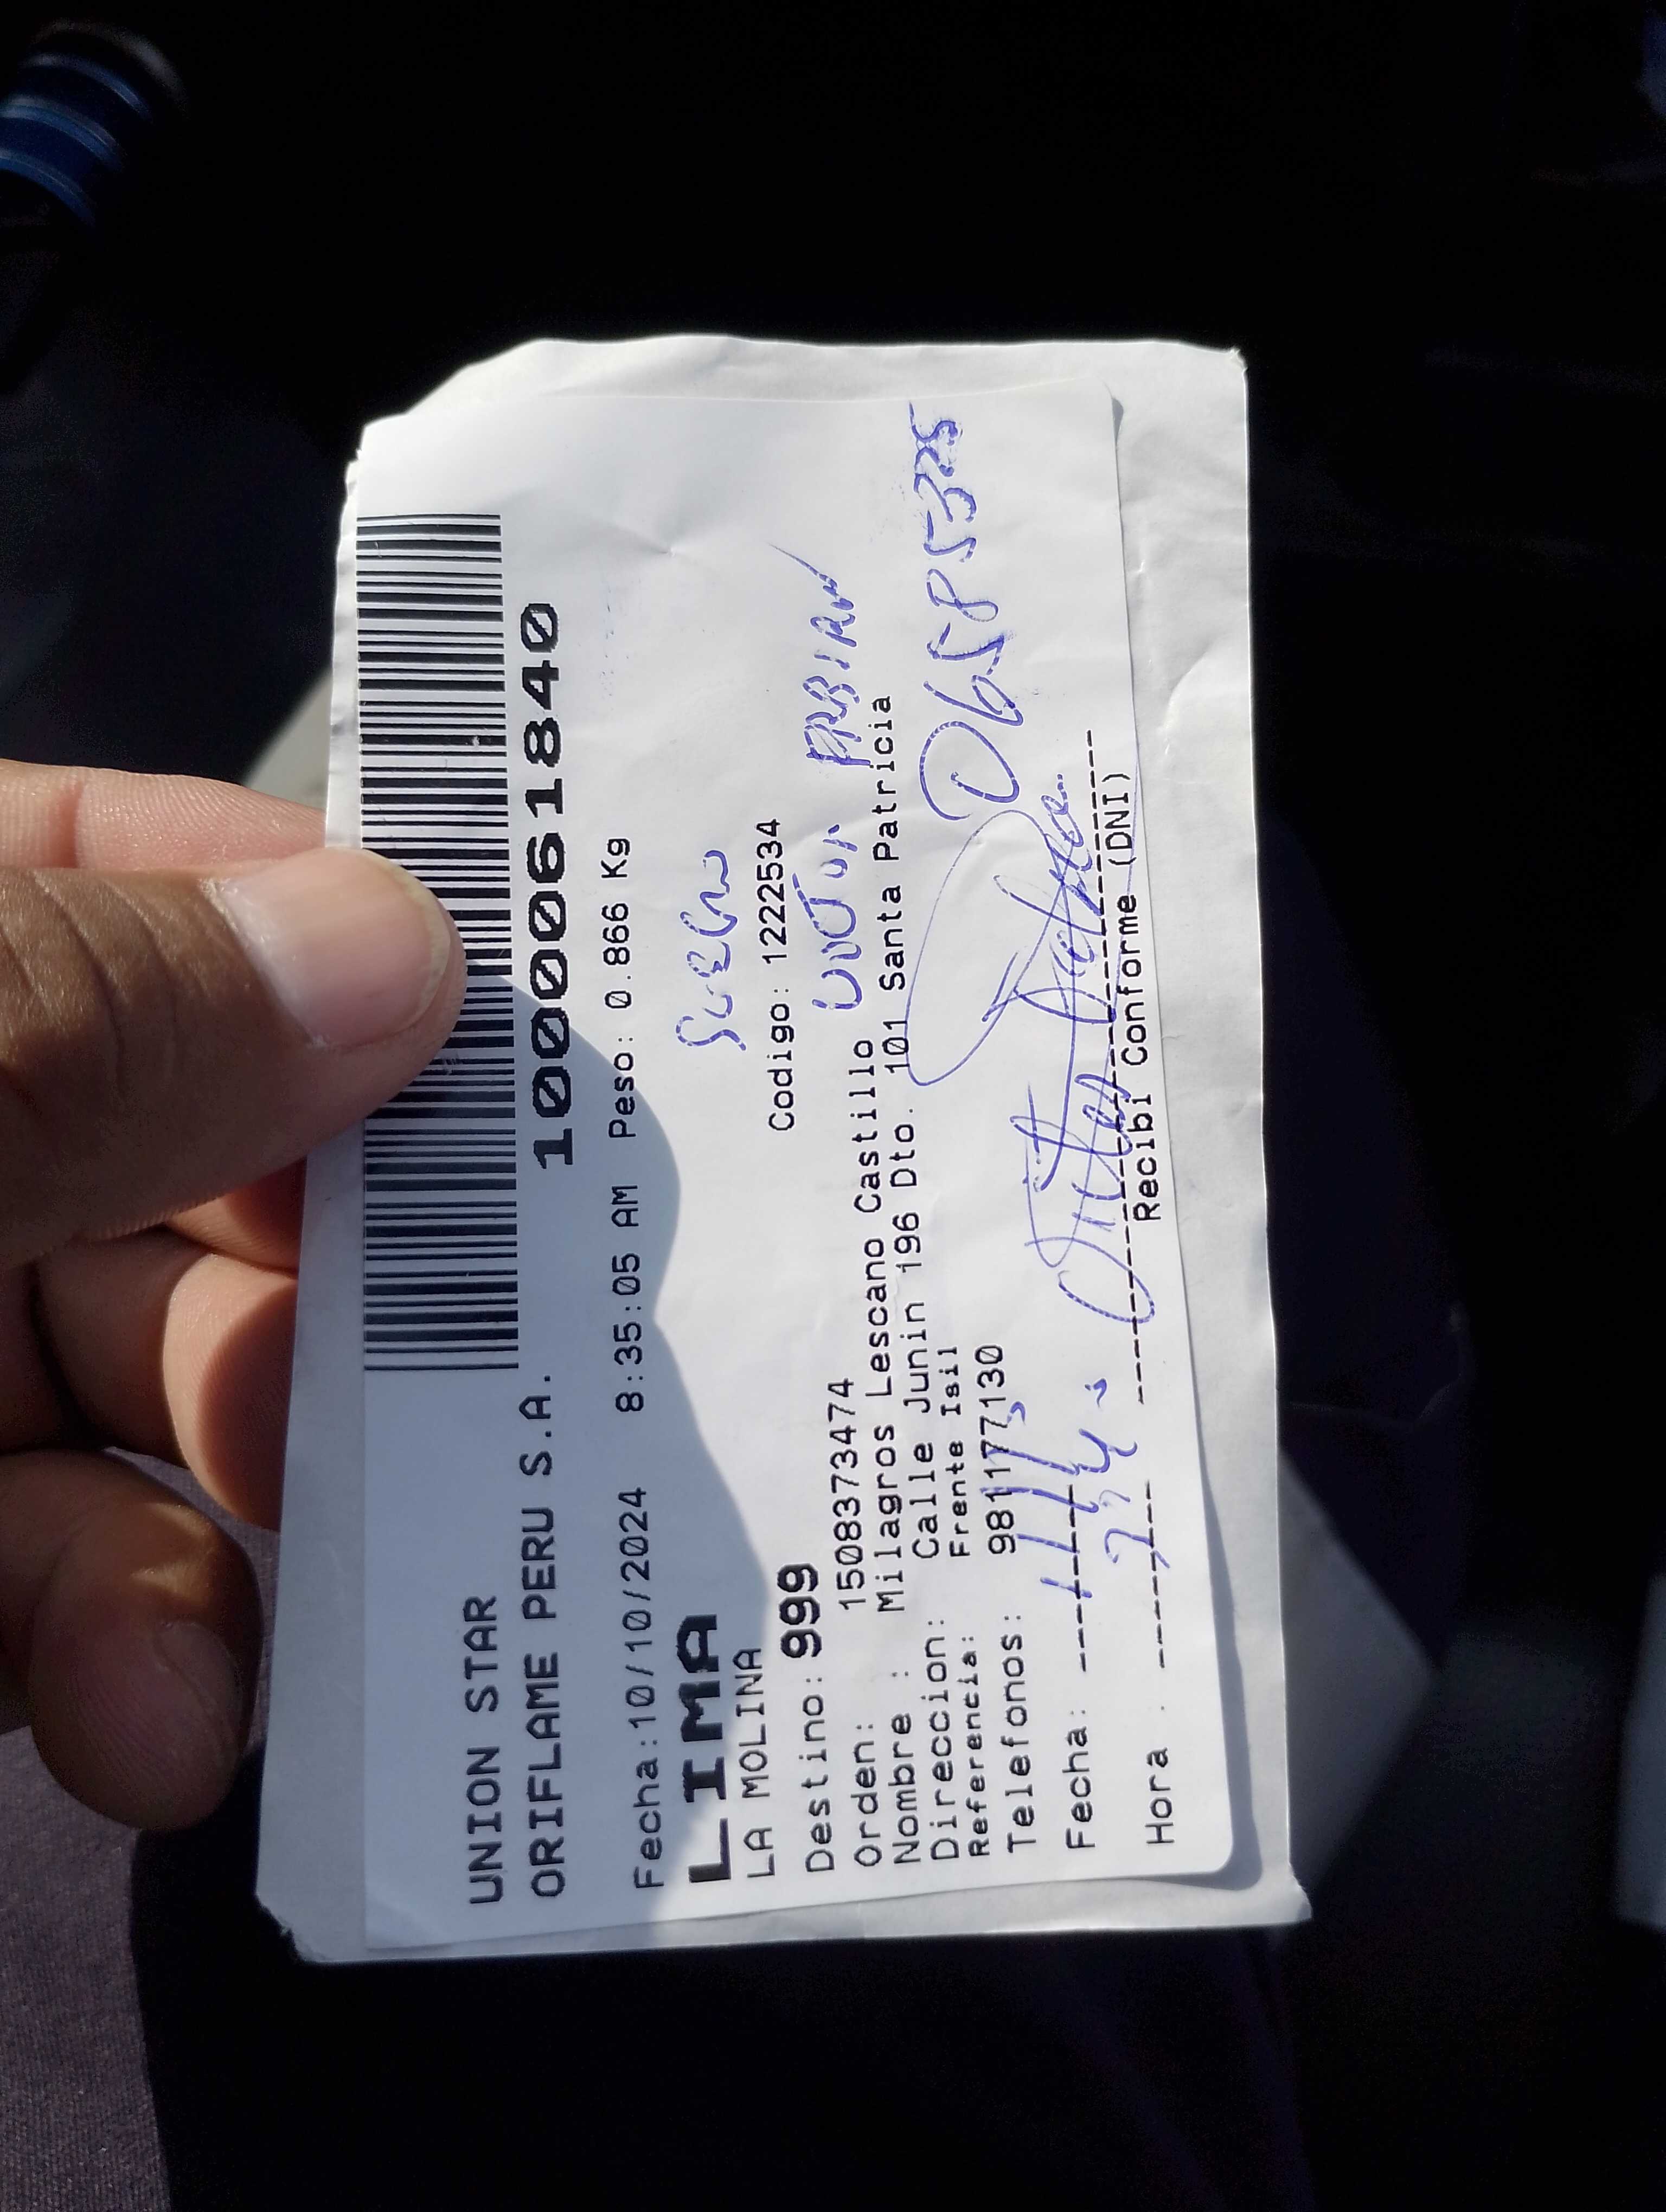 UNION STAR
ORIFLAME PERU S.A.
1000061840
Fecha:10/10/2024 8:35:05 AM Peso: 0.866 Kg
LIMA
LA MOLINA
Destino: 999 Codigo: 1222534
Orden: 1508373474
Nombre : Milagros Lescano Castillo
Direccion: Calle Junin 196 Dto. 101 Santa Patricia
Referencia: Frente Isil
Telefonos: 981177130
Fecha:
Hora :
Recibi Conforme (DNI)